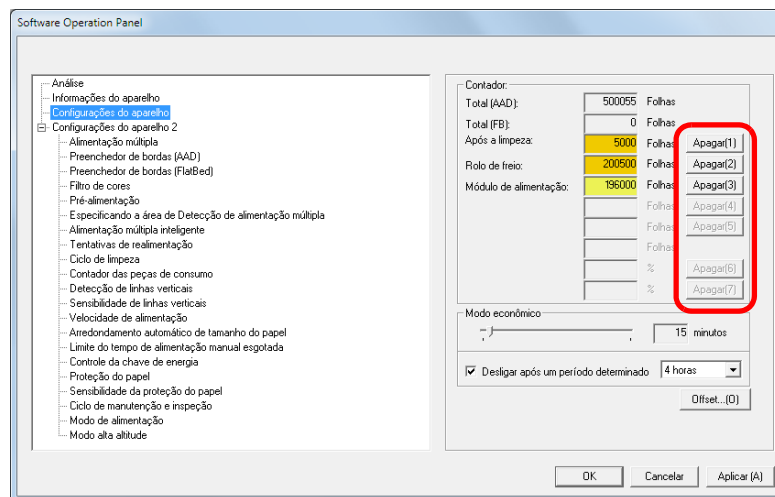 Software Operation Panel
Análise
Informações do aparelho
Configurações do aparelho
Configurações do aparelho 2
Alimentação múltipla
Preenchedor de bordas (AAD)
Preenchedor de bordas (FlatBed)
Filtro de cores
Pré-alimentação
Especificando a área de Detecção de alimentação múltipla
Alimentação múltipla inteligente
Tentativas de realimentação
Ciclo de limpeza
Contador das peças de consumo
Detecção de linhas verticais
Sensibilidade de linhas verticais
Velocidade de alimentação
Arredondamento automático de tamanho do papel
Limite do tempo de alimentação manual esgotada
Controle da chave de energia
Proteção do papel
Sensibilidade da proteção do papel
Ciclo de manutenção e inspeção
Modo de alimentação
Modo alta altitude
Contador:
Total (AAD): 500055 Folhas
Total (FB): 0 Folhas
Após a limpeza: 5000 Folhas Apagar(1)
Rolo de freio: 200500 Folhas Apagar(2)
Módulo de alimentação: 196000 Folhas Apagar(3)
Folhas Apagar(4)
Folhas Apagar(5)
Folhas
% Apagar(6)
% Apagar(7)
Modo econômico
15 minutos
Desligar após um período determinado 4 horas
Offset...(O)
OK Cancelar Aplicar (A)